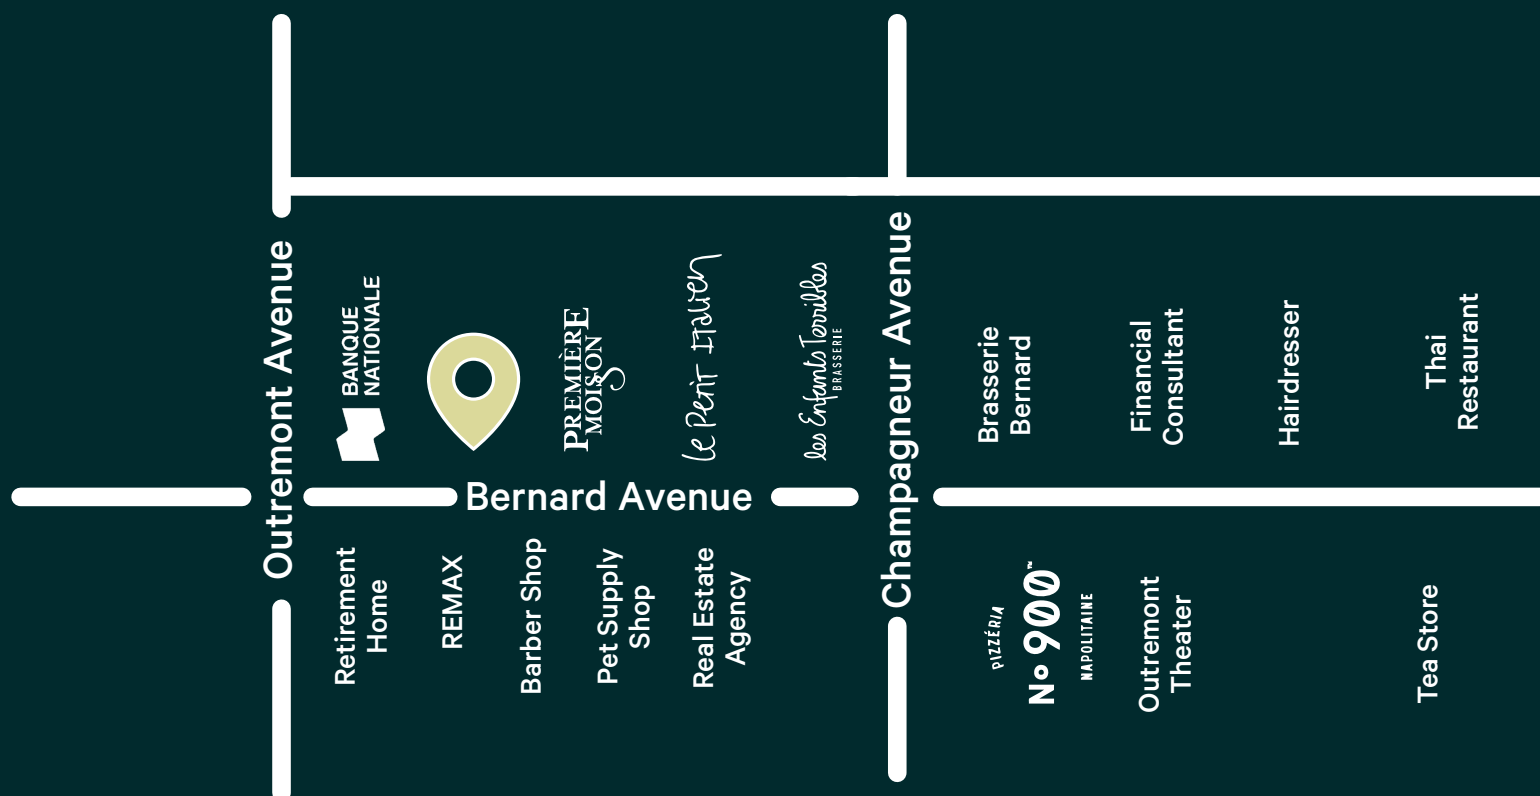 Outremont Avenue
BANQUE
NATIONALE
PREMIÈRE
MOISON
le Petit Italien
les Enfants Terribles
BRASSERIE
Champagneur Avenue
Brasserie
Bernard
Financial
Consultant
Hairdresser
Thai
Restaurant
Bernard Avenue
Retirement
Home
REMAX
Barber Shop
Pet Supply
Shop
Real Estate
Agency
PIZZÉRIA
No 900™
NAPOLITAINE
Outremont
Theater
Tea Store